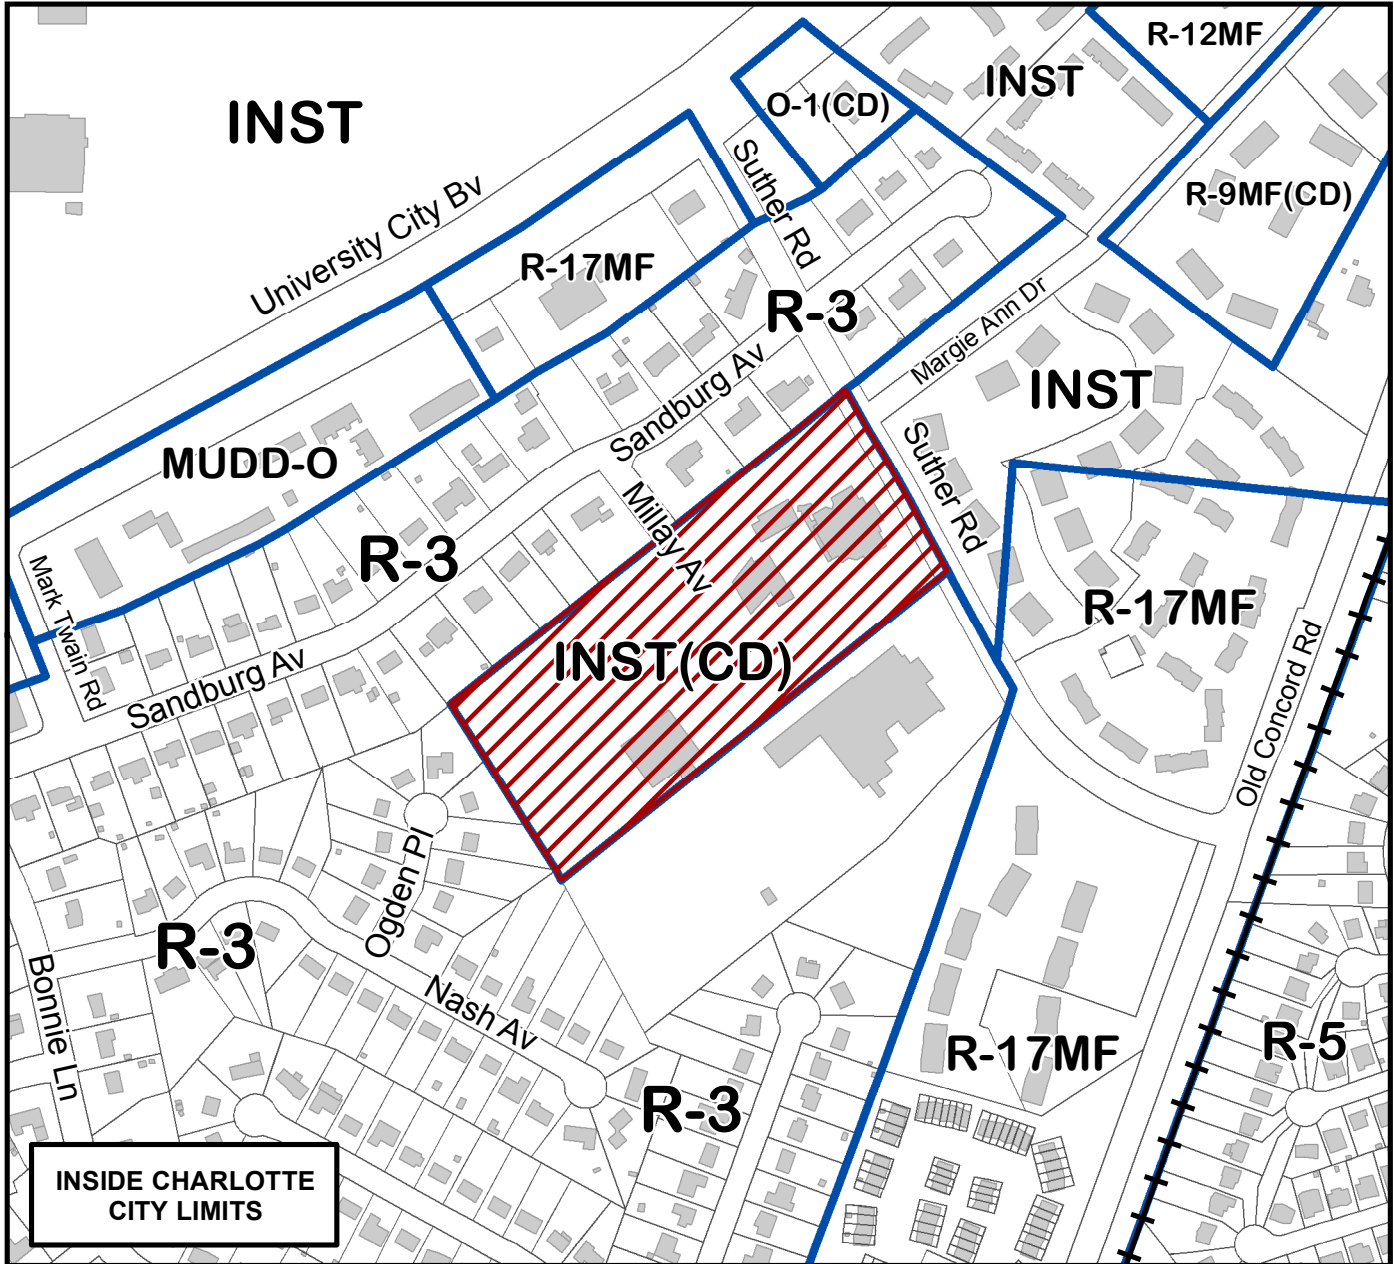 R-12MF
INST
INST
O-1(CD)
Suther Rd
R-9MF(CD)
University City Bv
R-17MF
R-3
Margie Ann Dr
INST
Sandburg Av
MUDD-O
Suther Rd
Millay Av
R-3
Mark Twain Rd
R-17MF
INST(CD)
Sandburg Av
Old Concord Rd
Ogden Pl
R-3
Bonnie Ln
Nash Av
R-17MF
R-5
R-3
INSIDE CHARLOTTE
CITY LIMITS